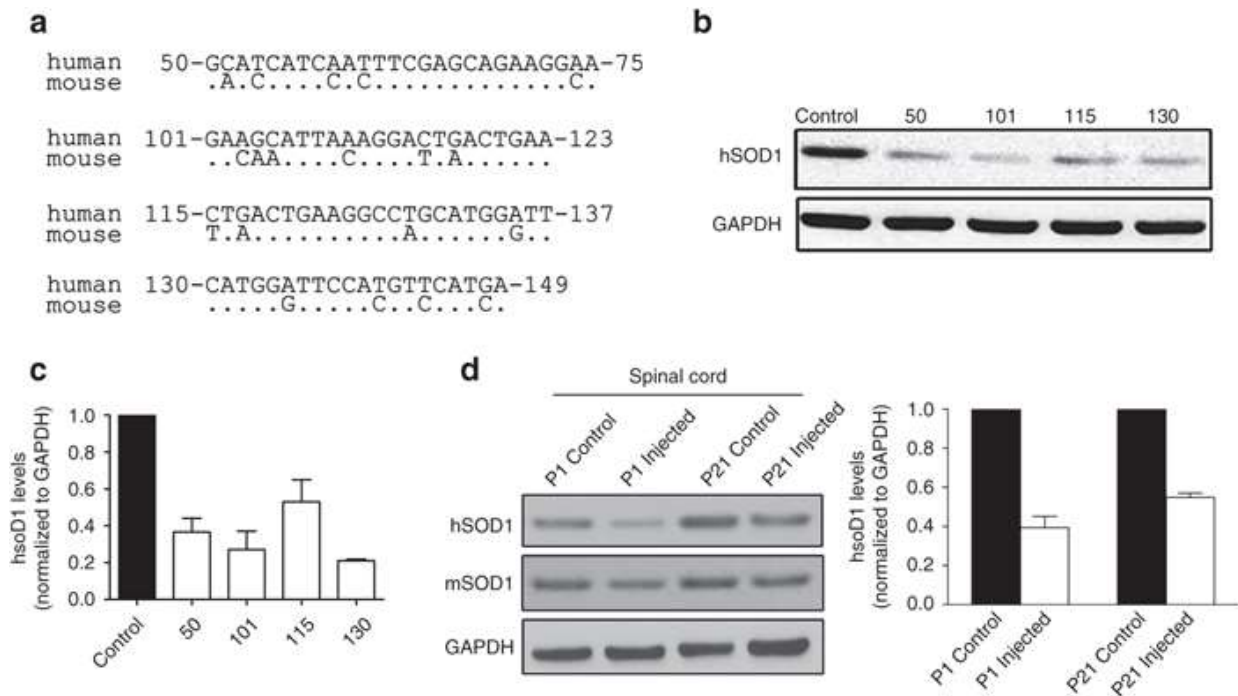 a
human 50-GCATCATCAATTTCGAGCAGAAGGAA-75
mouse .A.C....C.C.............C.
human 101-GAAGCATTAAAGGACTGACTGAA-123
mouse ..CAA....C....T.A......
human 115-CTGACTGAAGGCCTGCATGGATT-137
mouse T.A..........A......G..
human 130-CATGGATTCCATGTTCATGA-149
mouse .....G.....C..C...C.
b
Control 50 101 115 130
hSOD1
GAPDH
c
hsoD1 levels
(normalized to GAPDH)
1.0
0.8
0.6
0.4
0.2
0.0
Control 50 101 115 130
d
Spinal cord
P1 Control P1 Injected P21 Control P21 Injected
hSOD1
mSOD1
GAPDH
hsoD1 levels
(normalized to GAPDH)
1.0
0.8
0.6
0.4
0.2
0.0
P1 Control P1 Injected P21 Control P21 Injected